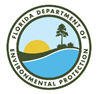 FLORIDA DEPARTMENT OF
ENVIRONMENTAL PROTECTION